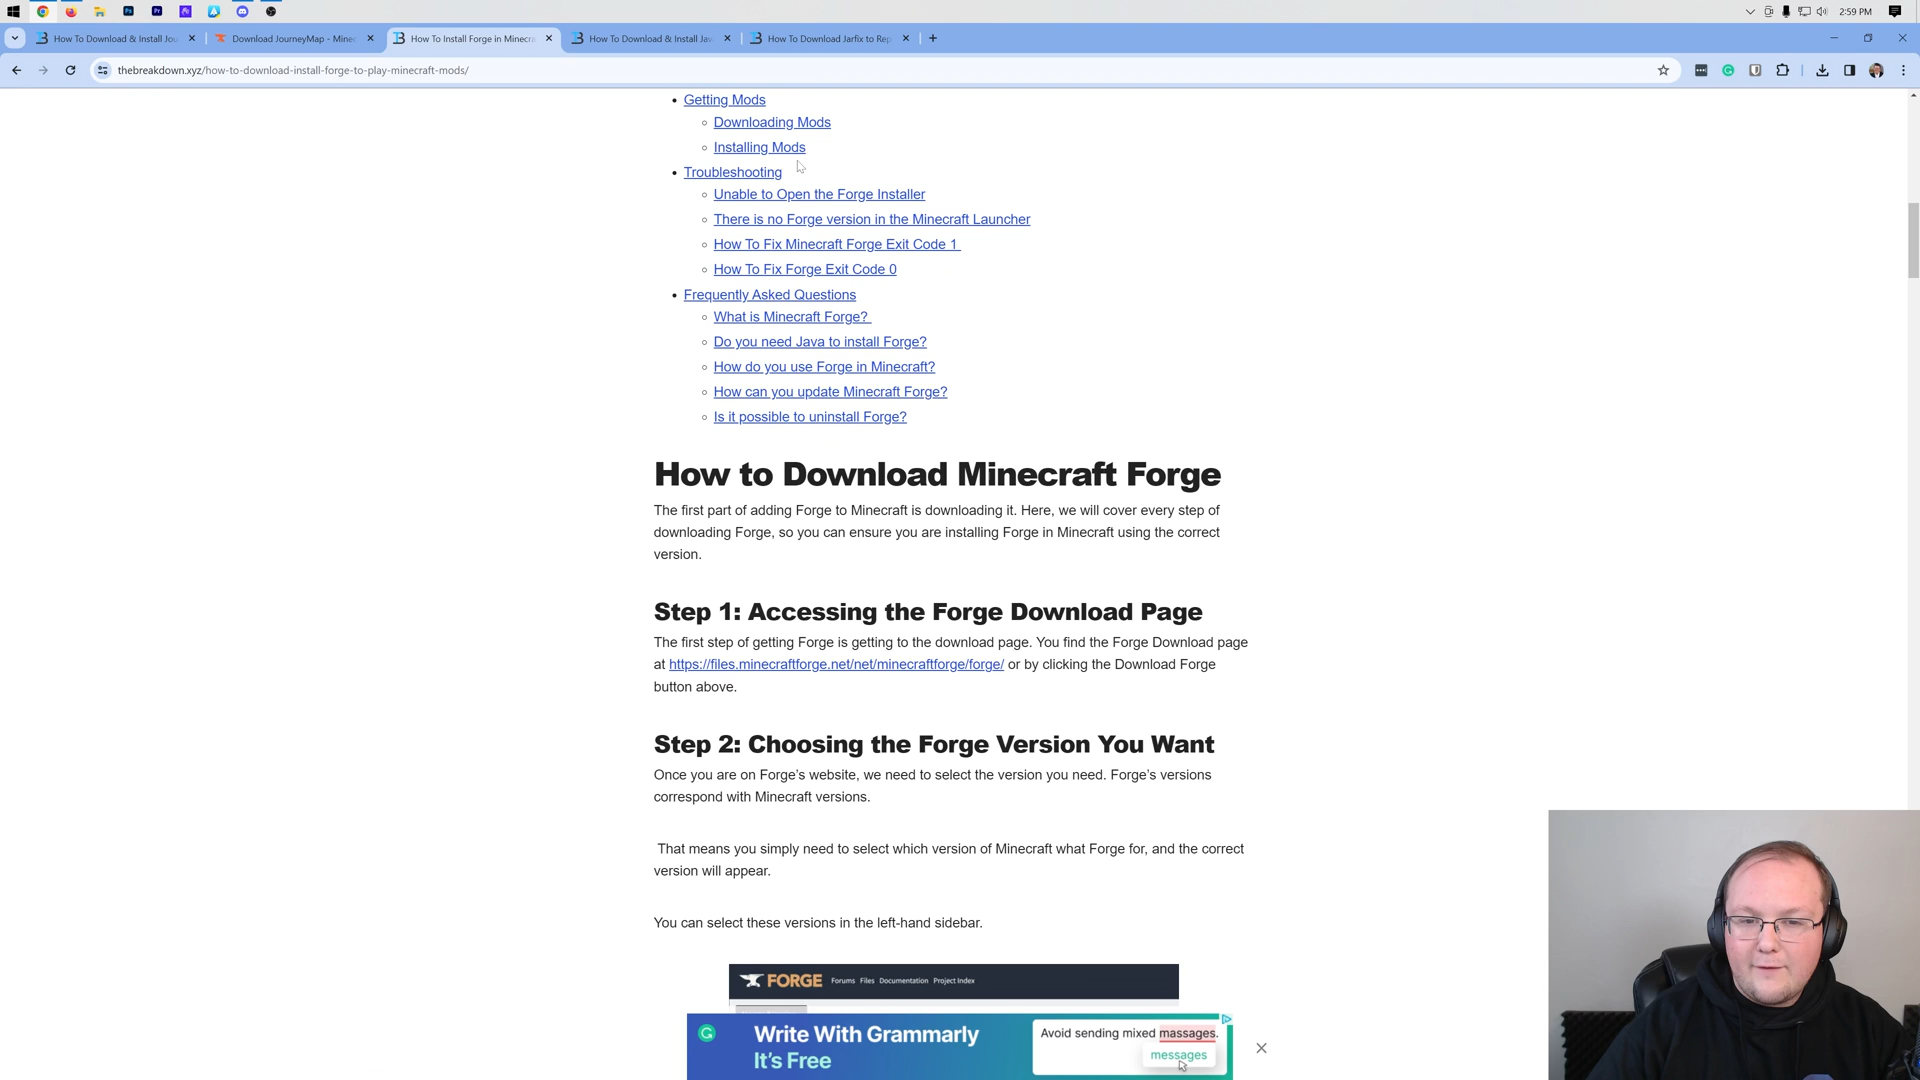 2:59 PM
How To Download & Install Jou
Download JourneyMap - Minec
How To Install Forge in Minecra
How To Download & Install Jav
How To Download Jarfix to Rep
thebreakdown.xyz/how-to-download-install-forge-to-play-minecraft-mods/
Getting Mods
Downloading Mods
Installing Mods
Troubleshooting
Unable to Open the Forge Installer
There is no Forge version in the Minecraft Launcher
How To Fix Minecraft Forge Exit Code 1
How To Fix Forge Exit Code 0
Frequently Asked Questions
What is Minecraft Forge?
Do you need Java to install Forge?
How do you use Forge in Minecraft?
How can you update Minecraft Forge?
Is it possible to uninstall Forge?
How to Download Minecraft Forge
The first part of adding Forge to Minecraft is downloading it. Here, we will cover every step of
downloading Forge, so you can ensure you are installing Forge in Minecraft using the correct
version.
Step 1: Accessing the Forge Download Page
The first step of getting Forge is getting to the download page. You find the Forge Download page
at https://files.minecraftforge.net/net/minecraftforge/forge/ or by clicking the Download Forge
button above.
Step 2: Choosing the Forge Version You Want
Once you are on Forge's website, we need to select the version you need. Forge's versions
correspond with Minecraft versions.
That means you simply need to select which version of Minecraft what Forge for, and the correct
version will appear.
You can select these versions in the left-hand sidebar.
FORGE Forums Files Documentation Project Index
Write With Grammarly
It's Free
Avoid sending mixed massages.
messages